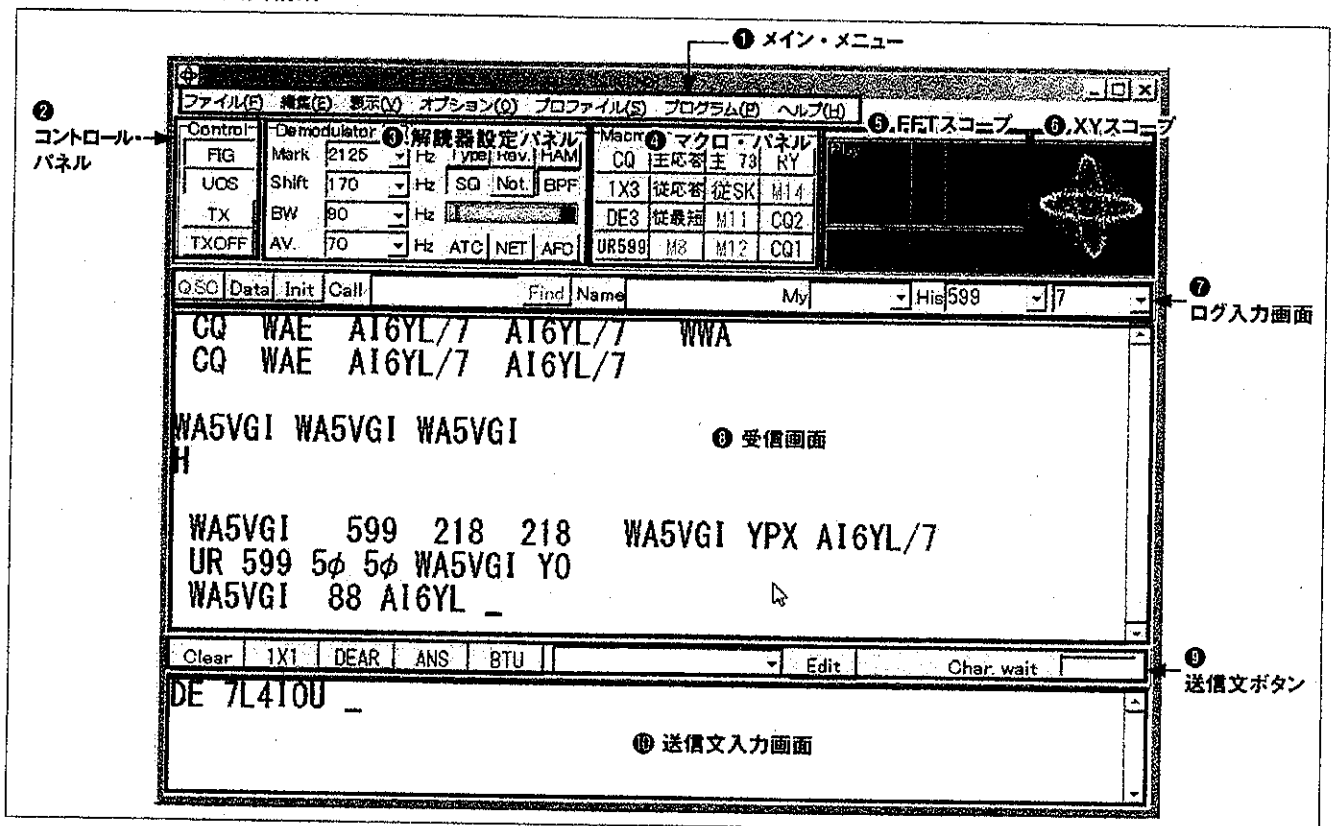 ❶ メイン・メニュー
❷
コントロール・
パネル
ファイル(F) 編集(E) 表示(V) オプション(O) プロファイル(S) プログラム(P) ヘルプ(H)
❺ FFTスコープ ❻ XYスコープ
Control Demodulator ❸ 解読器設定パネル Macro ❹ マクロ・パネル
FIG Mark 2125 Hz Type Rev. HAM CQ 主応答 主 73 RY
UOS Shift 170 Hz SQ Not. BPF 1X3 従応答 従SK M14
TX BW 90 Hz DE3 従最短 M11 CQ2
TXOFF AV. 70 Hz ATC NET AFC UR599 M8 M12 CQ1
QSO Data Init Call Find Name My His 599 7
❼
ログ入力画面
CQ WAE AI6YL/7 AI6YL/7 WWA
CQ WAE AI6YL/7 AI6YL/7
WA5VGI WA5VGI WA5VGI
❽ 受信画面
H
WA5VGI 599 218 218 WA5VGI YPX AI6YL/7
UR 599 5φ 5φ WA5VGI YO
WA5VGI 88 AI6YL _
Clear 1X1 DEAR ANS BTU Edit Char. wait
❾
送信文ボタン
DE 7L4IOU _
❿ 送信文入力画面